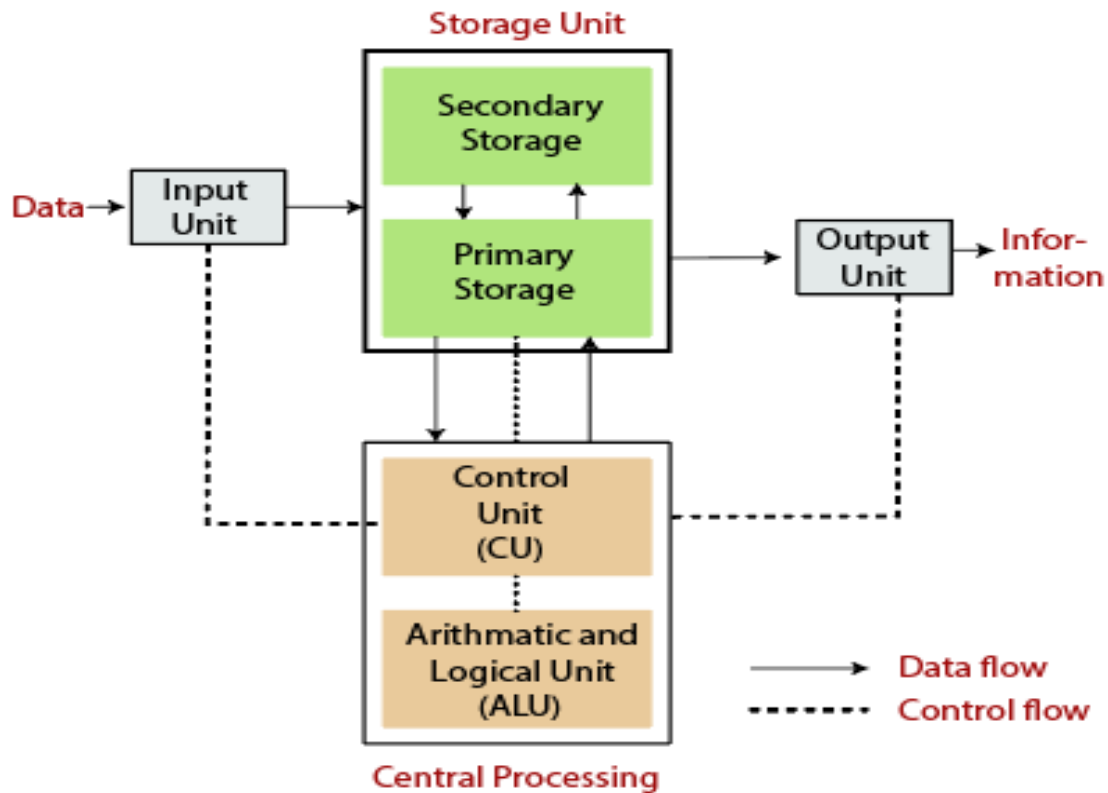 Storage Unit
Secondary
Storage
Data
Input
Unit
Primary
Storage
Output
Unit
Infor-
mation
Control
Unit
(CU)
Arithmatic and
Logical Unit
(ALU)
Data flow
Control flow
Central Processing